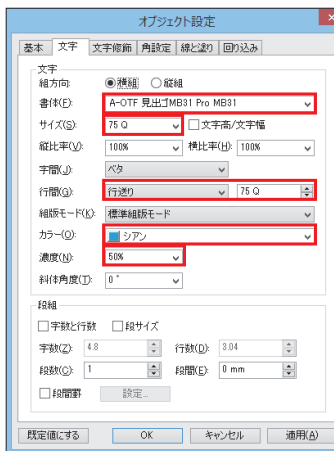 オブジェクト設定
基本 文字 文字修飾 角設定 線と塗り 回り込み
文字
組方向: 横組 縦組
書体(F): A-OTF 見出ゴMB31 Pro MB31
サイズ(S): 75 Q 文字高/文字幅
縦比率(V): 100% 横比率(H): 100%
字間(J): ベタ
行間(G): 行送り 75 Q
組版モード(K): 標準組版モード
カラー(O): シアン
濃度(N): 50%
斜体角度(T): 0°
段組
字数と行数 段サイズ
字数(Z): 4.8 行数(D): 3.04
段数(C): 1 段間(E): 0 mm
段間罫 設定...
既定値にする OK キャンセル 適用(A)